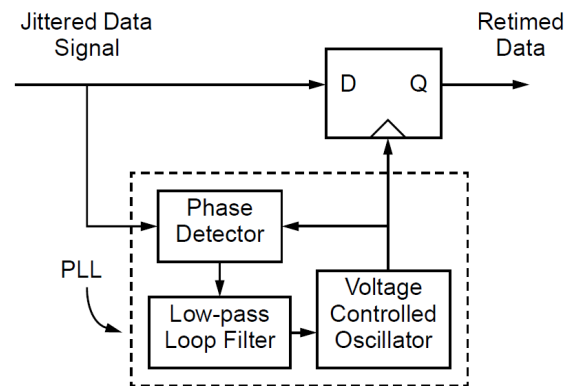 Jittered Data
Signal
Retimed
Data
D Q
Phase
Detector
PLL
Low-pass
Loop Filter
Voltage
Controlled
Oscillator